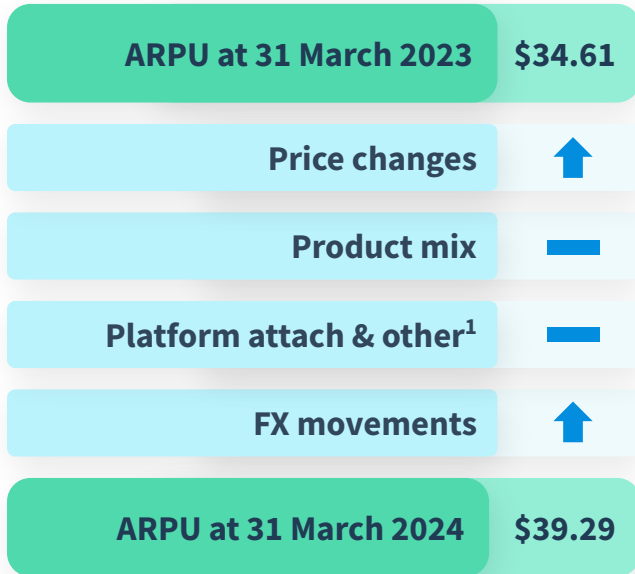 ARPU at 31 March 2023 $34.61
Price changes
Product mix
Platform attach & other¹
FX movements
ARPU at 31 March 2024 $39.29